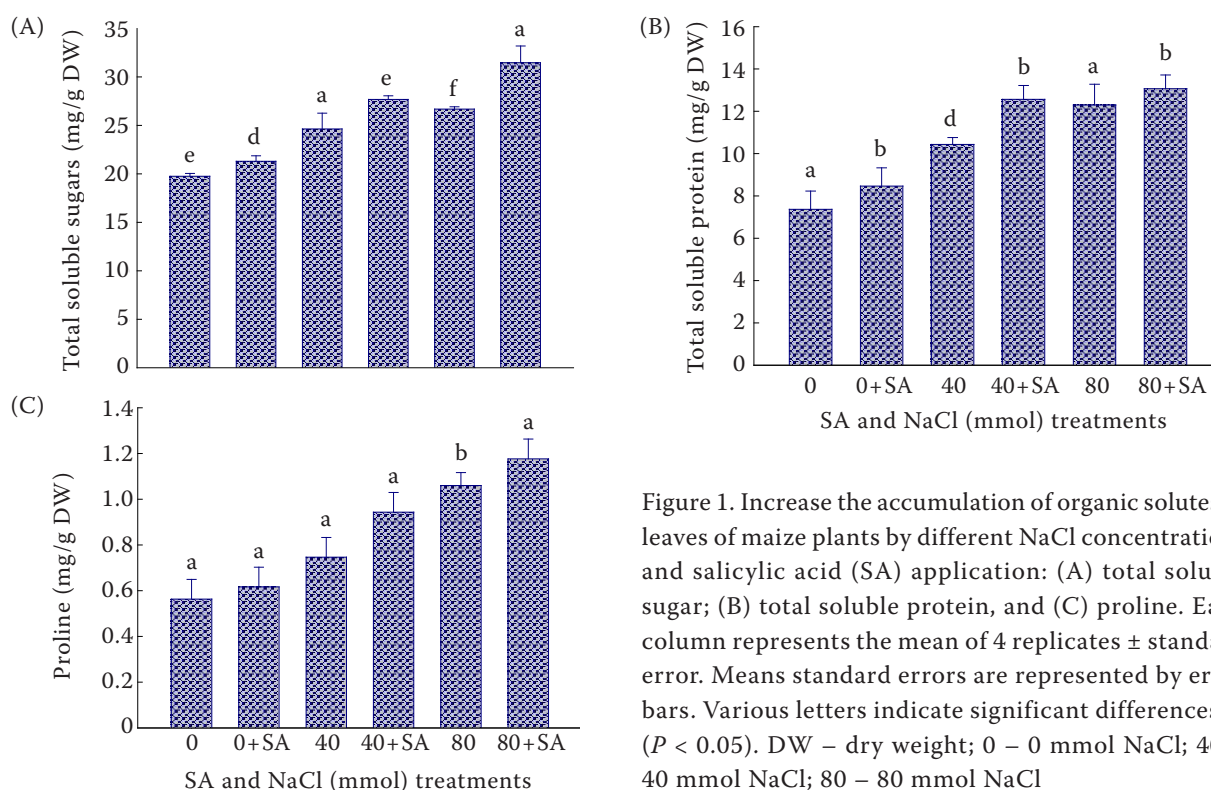 (A)
Total soluble sugars (mg/g DW)
35
30
25
20
15
10
5
0
e
d
a
e
f
a
(B)
Total soluble protein (mg/g DW)
16
14
12
10
8
6
4
2
0
a
b
d
b
a
b
0 0+SA 40 40+SA 80 80+SA
SA and NaCl (mmol) treatments
(C)
Proline (mg/g DW)
1.4
1.2
1.0
0.8
0.6
0.4
0.2
0
a
a
a
a
b
a
0 0+SA 40 40+SA 80 80+SA
SA and NaCl (mmol) treatments
Figure 1. Increase the accumulation of organic solute
leaves of maize plants by different NaCl concentratio
and salicylic acid (SA) application: (A) total solu
sugar; (B) total soluble protein, and (C) proline. Ea
column represents the mean of 4 replicates ± standa
error. Means standard errors are represented by er
bars. Various letters indicate significant differences
(P < 0.05). DW – dry weight; 0 – 0 mmol NaCl; 40
40 mmol NaCl; 80 – 80 mmol NaCl